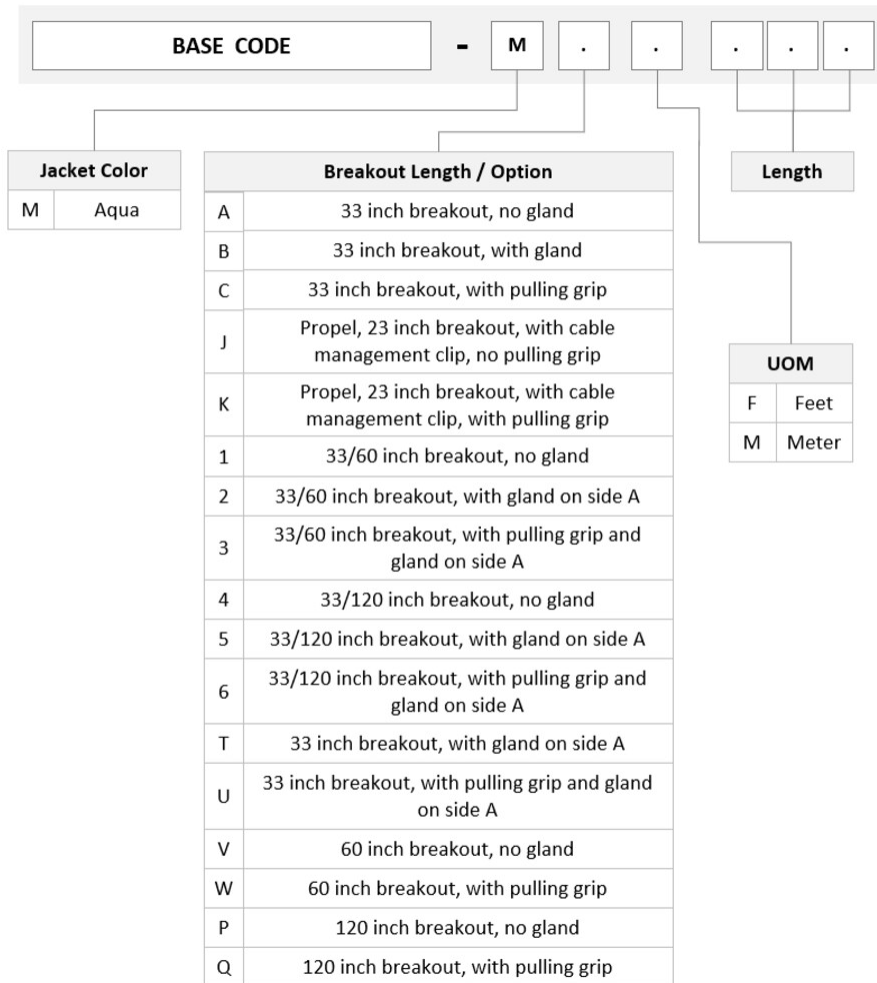 BASE CODE - M . . . . .
Jacket Color
M Aqua
Breakout Length / Option
A 33 inch breakout, no gland
B 33 inch breakout, with gland
C 33 inch breakout, with pulling grip
J Propel, 23 inch breakout, with cable
management clip, no pulling grip
K Propel, 23 inch breakout, with cable
management clip, with pulling grip
1 33/60 inch breakout, no gland
2 33/60 inch breakout, with gland on side A
3 33/60 inch breakout, with pulling grip and
gland on side A
4 33/120 inch breakout, no gland
5 33/120 inch breakout, with gland on side A
6 33/120 inch breakout, with pulling grip and
gland on side A
T 33 inch breakout, with gland on side A
U 33 inch breakout, with pulling grip and gland
on side A
V 60 inch breakout, no gland
W 60 inch breakout, with pulling grip
P 120 inch breakout, no gland
Q 120 inch breakout, with pulling grip
Length
UOM
F Feet
M Meter